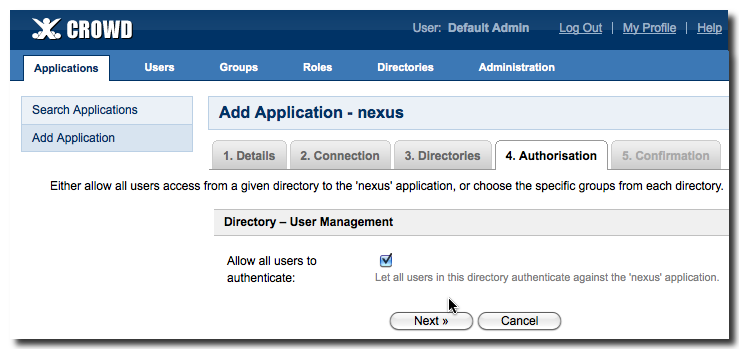 CROWD
User: Default Admin Log Out | My Profile | Help
Applications Users Groups Roles Directories Administration
Search Applications
Add Application
Add Application - nexus
1. Details 2. Connection 3. Directories 4. Authorisation 5. Confirmation
Either allow all users access from a given directory to the 'nexus' application, or choose the specific groups from each directory.
Directory – User Management
Allow all users to
authenticate:
Let all users in this directory authenticate against the 'nexus' application.
Next » Cancel